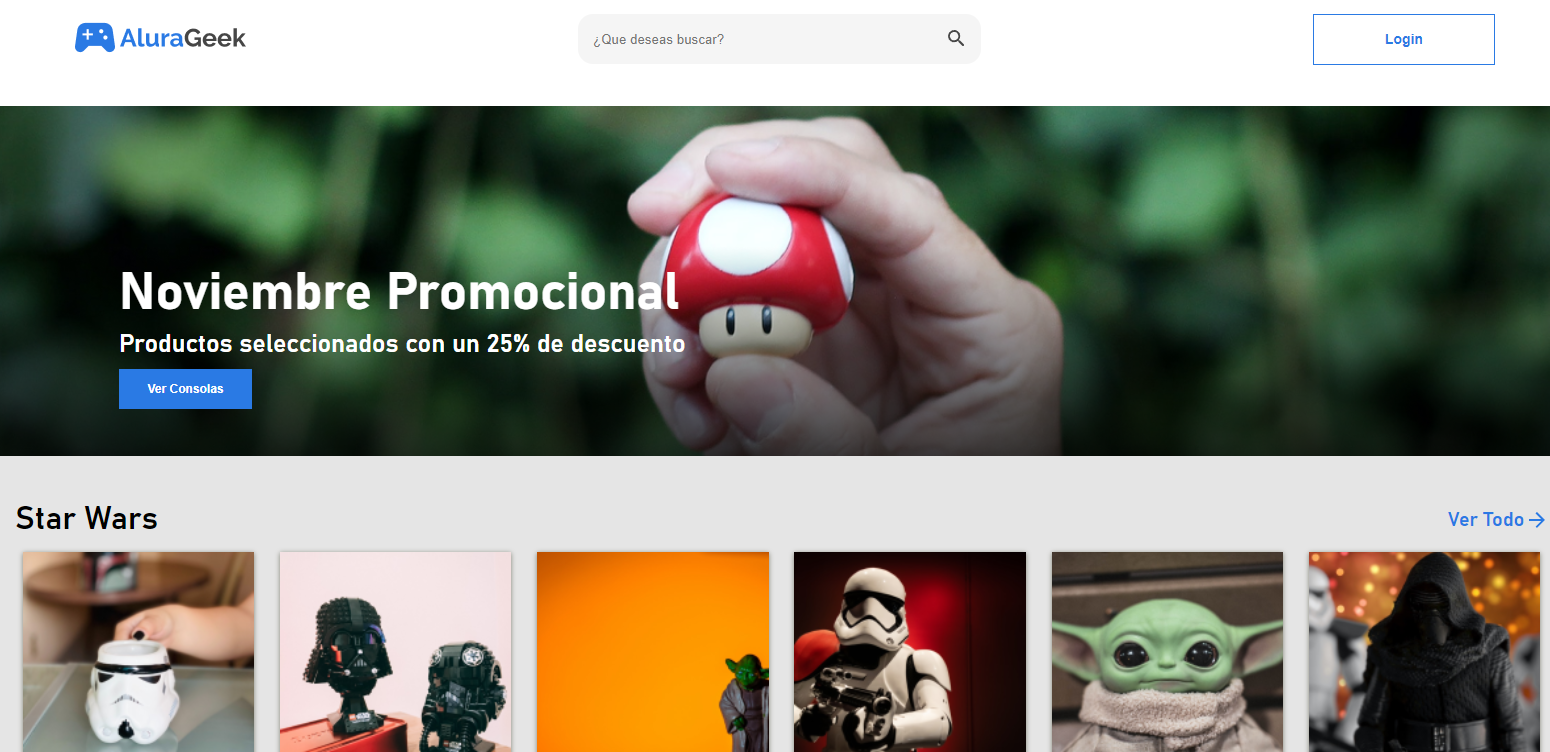 AluraGeek
¿Que deseas buscar?
Login
Noviembre Promocional
Productos seleccionados con un 25% de descuento
Ver Consolas
Star Wars
Ver Todo